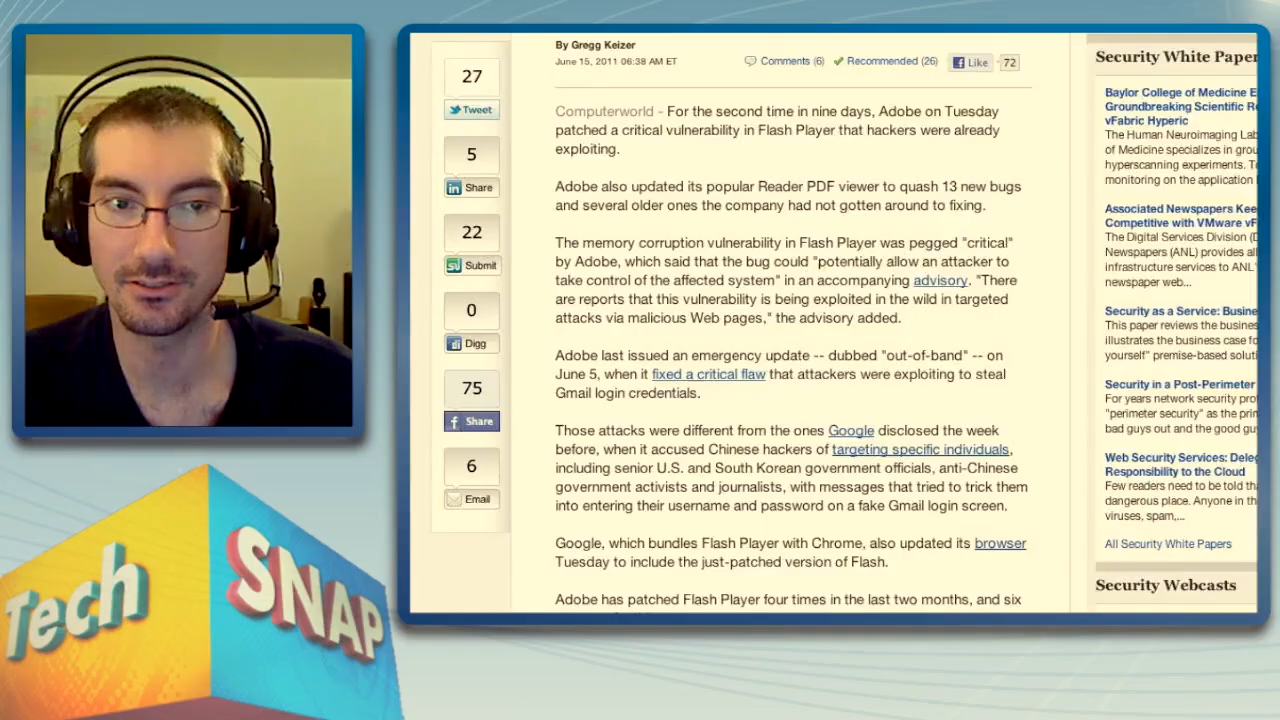 By Gregg Keizer
June 15, 2011 06:38 AM ET
Comments (6)
Recommended (26)
Like
72
27
Tweet
5
Share
22
Submit
0
Digg
75
Share
6
Email
Computerworld - For the second time in nine days, Adobe on Tuesday
patched a critical vulnerability in Flash Player that hackers were already
exploiting.
Adobe also updated its popular Reader PDF viewer to quash 13 new bugs
and several older ones the company had not gotten around to fixing.
The memory corruption vulnerability in Flash Player was pegged "critical"
by Adobe, which said that the bug could "potentially allow an attacker to
take control of the affected system" in an accompanying advisory. "There
are reports that this vulnerability is being exploited in the wild in targeted
attacks via malicious Web pages," the advisory added.
Adobe last issued an emergency update -- dubbed "out-of-band" -- on
June 5, when it fixed a critical flaw that attackers were exploiting to steal
Gmail login credentials.
Those attacks were different from the ones Google disclosed the week
before, when it accused Chinese hackers of targeting specific individuals,
including senior U.S. and South Korean government officials, anti-Chinese
government activists and journalists, with messages that tried to trick them
into entering their username and password on a fake Gmail login screen.
Google, which bundles Flash Player with Chrome, also updated its browser
Tuesday to include the just-patched version of Flash.
Adobe has patched Flash Player four times in the last two months, and six
Security White Paper
Baylor College of Medicine E
Groundbreaking Scientific R
vFabric Hyperic
The Human Neuroimaging Lab
of Medicine specializes in grou
hyperscanning experiments. T
monitoring on the application
Associated Newspapers Kee
Competitive with VMware vF
The Digital Services Division (D
Newspapers (ANL) provides all
infrastructure services to ANL'
newspaper web...
Security as a Service: Busine
This paper reviews the busines
illustrates the business case fo
yourself" premise-based soluti
Security in a Post-Perimeter
For years network security pro
"perimeter security" as the prin
bad guys out and the good guy
Web Security Services: Deleg
Responsibility to the Cloud
Few readers need to be told tha
dangerous place. Anyone in th
viruses, spam,...
All Security White Papers
Security Webcasts
Tech
SNAP